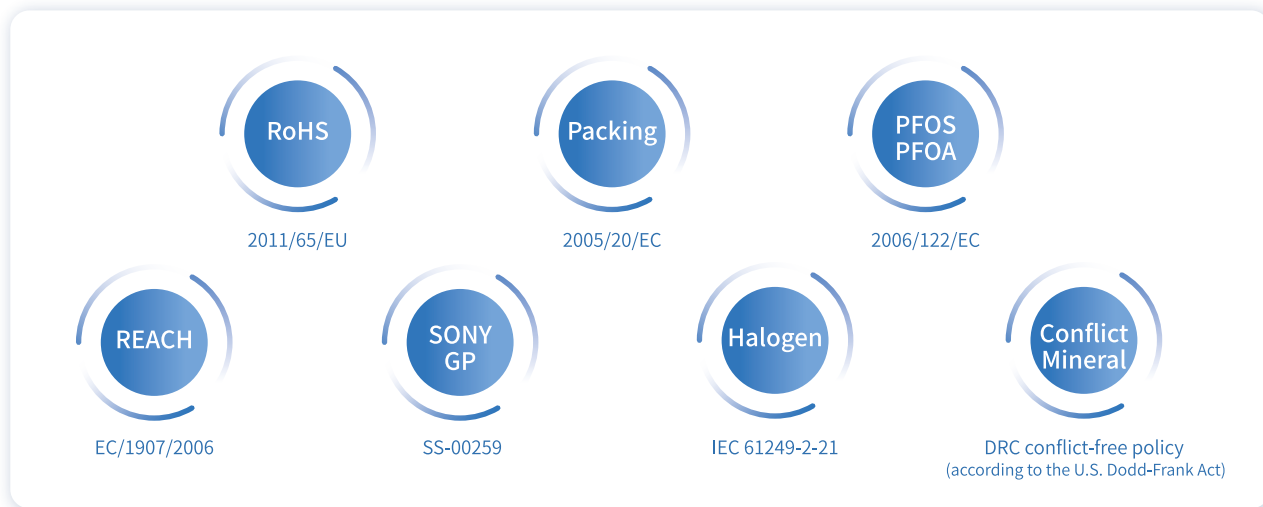 RoHS
2011/65/EU
Packing
2005/20/EC
PFOS
PFOA
2006/122/EC
REACH
EC/1907/2006
SONY
GP
SS-00259
Halogen
IEC 61249-2-21
Conflict
Mineral
DRC conflict-free policy
(according to the U.S. Dodd-Frank Act)